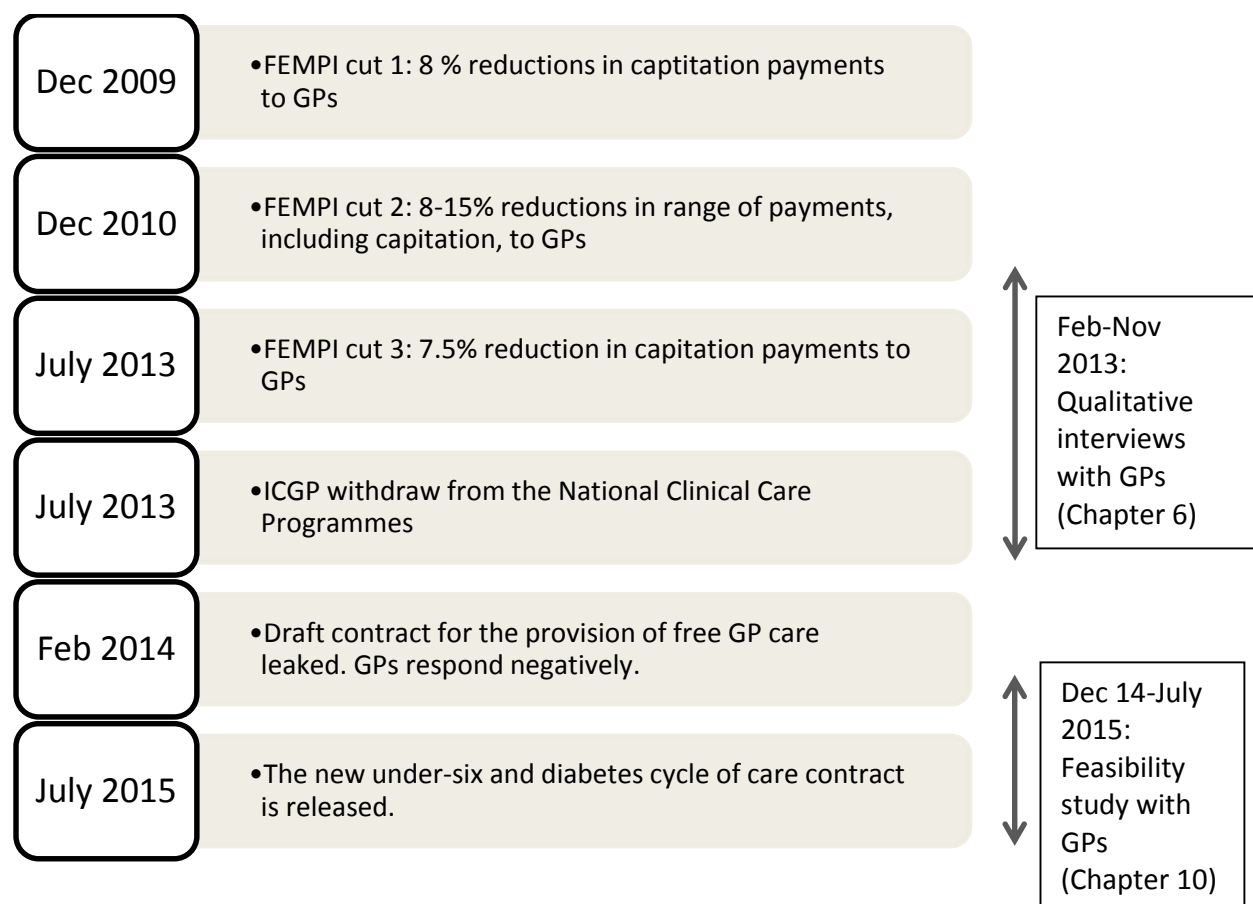 Dec 2009
•FEMPI cut 1: 8 % reductions in captitation payments
to GPs
Dec 2010
•FEMPI cut 2: 8-15% reductions in range of payments,
including capitation, to GPs
July 2013
•FEMPI cut 3: 7.5% reduction in capitation payments to
GPs
July 2013
•ICGP withdraw from the National Clinical Care
Programmes
Feb 2014
•Draft contract for the provision of free GP care
leaked. GPs respond negatively.
July 2015
•The new under-six and diabetes cycle of care contract
is released.
Feb-Nov
2013:
Qualitative
interviews
with GPs
(Chapter 6)
Dec 14-July
2015:
Feasibility
study with
GPs
(Chapter 10)